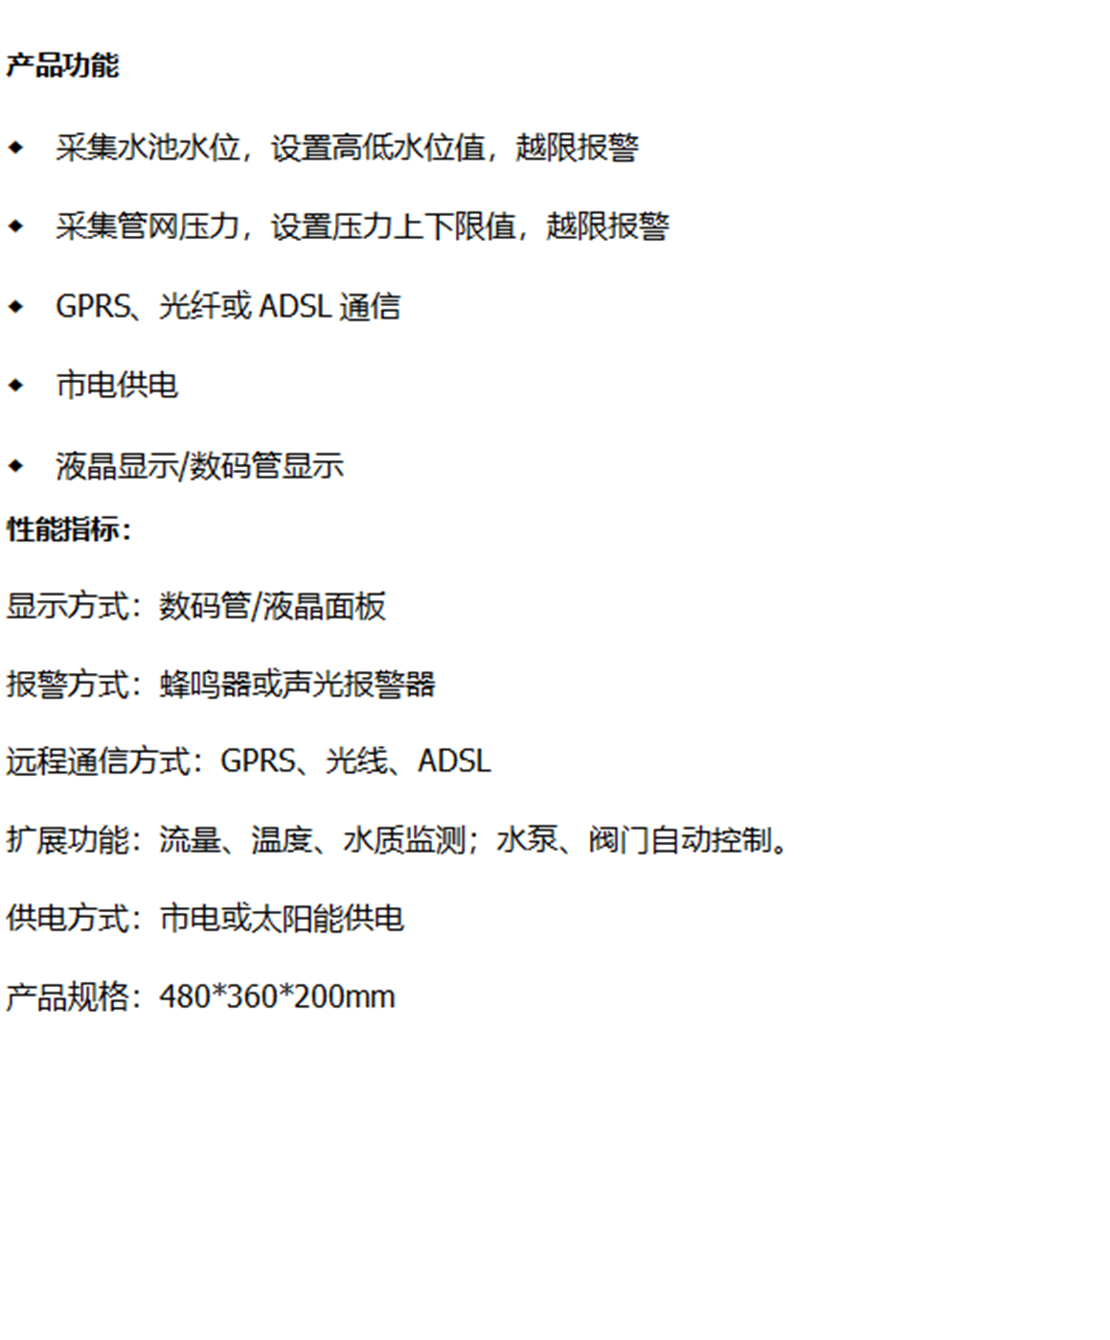 产品功能
◆ 采集水池水位，设置高低水位值，越限报警
◆ 采集管网压力，设置压力上下限值，越限报警
◆ GPRS、光纤或 ADSL 通信
◆ 市电供电
◆ 液晶显示/数码管显示
性能指标：
显示方式：数码管/液晶面板
报警方式：蜂鸣器或声光报警器
远程通信方式：GPRS、光线、ADSL
扩展功能：流量、温度、水质监测；水泵、阀门自动控制。
供电方式：市电或太阳能供电
产品规格：480*360*200mm